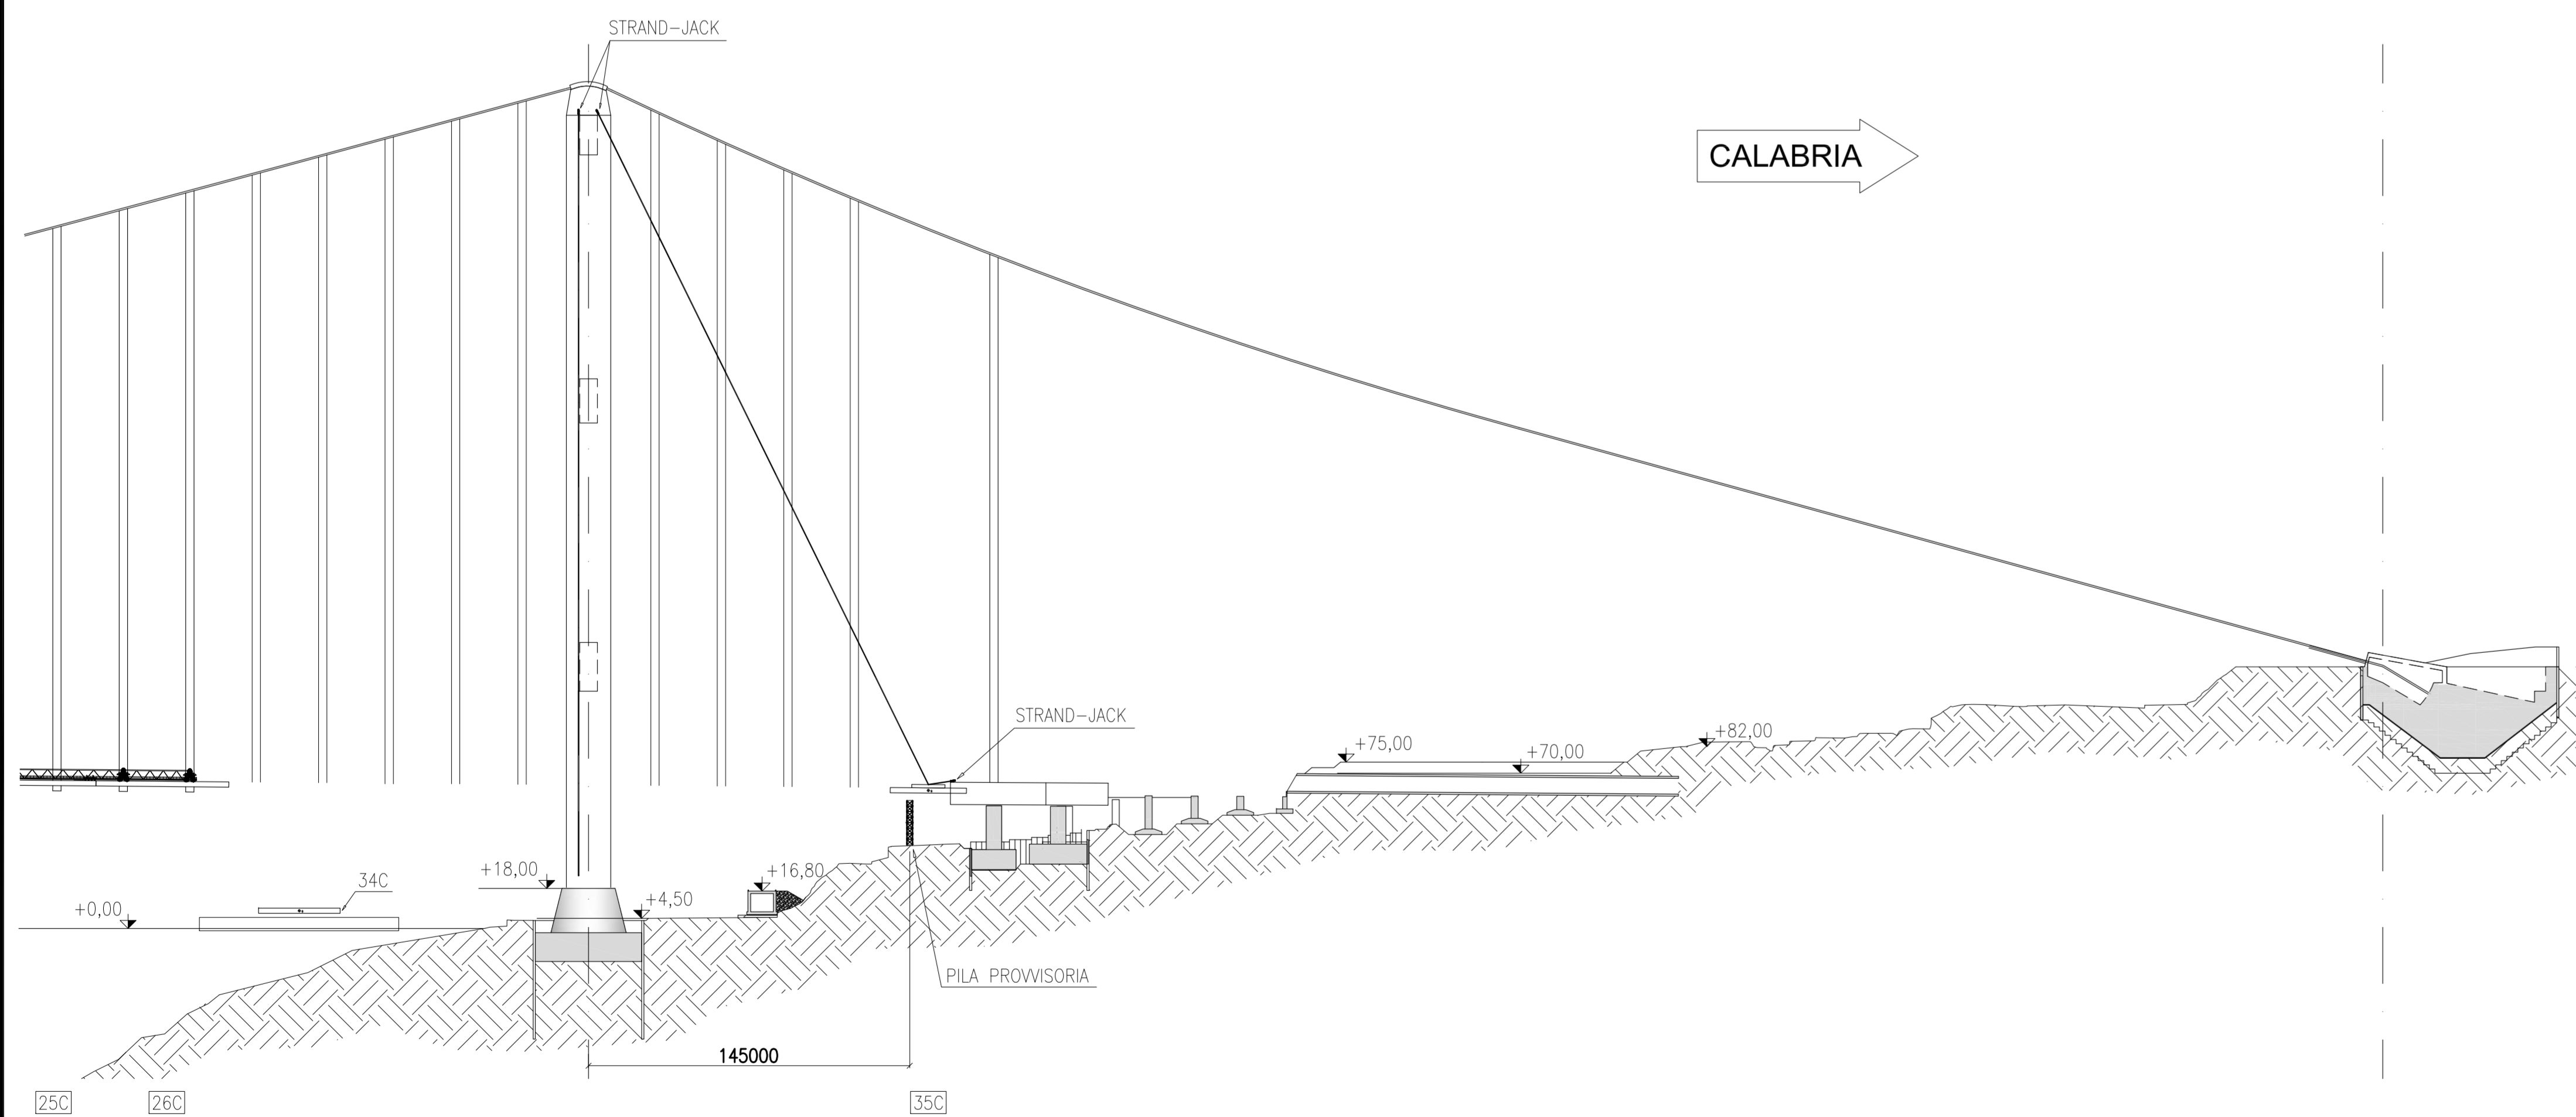 STRAND-JACK
CALABRIA
STRAND-JACK
+75,00
+70,00
+82,00
+18,00
34C
+0,00
+4,50
+16,80
PILA PROVVISORIA
145000
25C
26C
35C